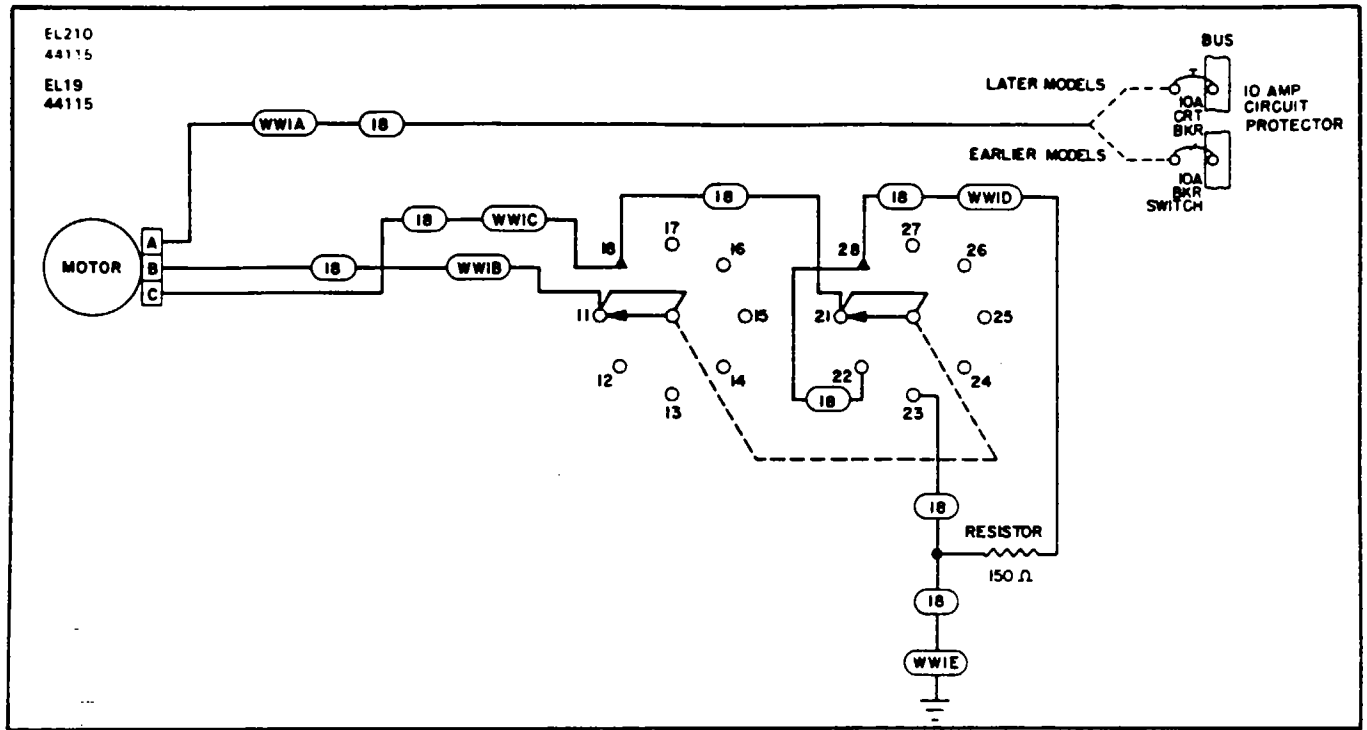 EL210
44115
EL19
44115
BUS
LATER MODELS
10A
CRT
BKR
10 AMP
CIRCUIT
PROTECTOR
EARLIER MODELS
10A
BKR
SWITCH
WW1A
18
18
WW1C
18
17
16
18
18
WW1D
28
27
26
MOTOR
A
B
C
18
WW1B
11
15
21
25
12
13
14
22
18
23
24
18
RESISTOR
150 Ω
18
WW1E